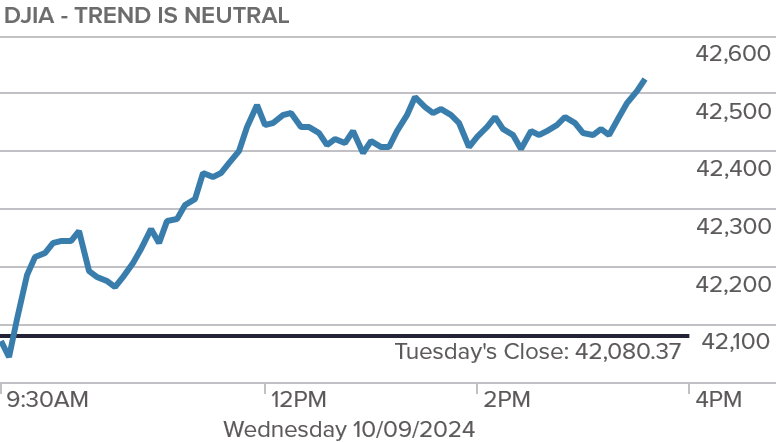 DJIA - TREND IS NEUTRAL
42,600
42,500
42,400
42,300
42,200
42,100
Tuesday's Close: 42,080.37
9:30AM 12PM 2PM 4PM
Wednesday 10/09/2024